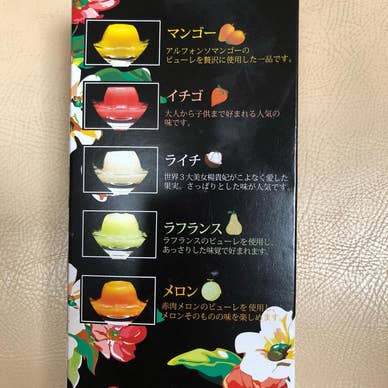 マンゴー
アルフォンソマンゴーの
ピューレを贅沢に使用した一品です。
イチゴ
大人から子供まで好まれる人気の
味です。
ライチ
世界3大美女楊貴妃がこよなく愛した
果実。さっぱりとした味が人気です。
ラフランス
ラフランスのピューレを使用し、
あっさりした味覚で好まれます。
メロン
赤肉メロンのピューレを使用し、
メロンそのものの味を楽しめます。